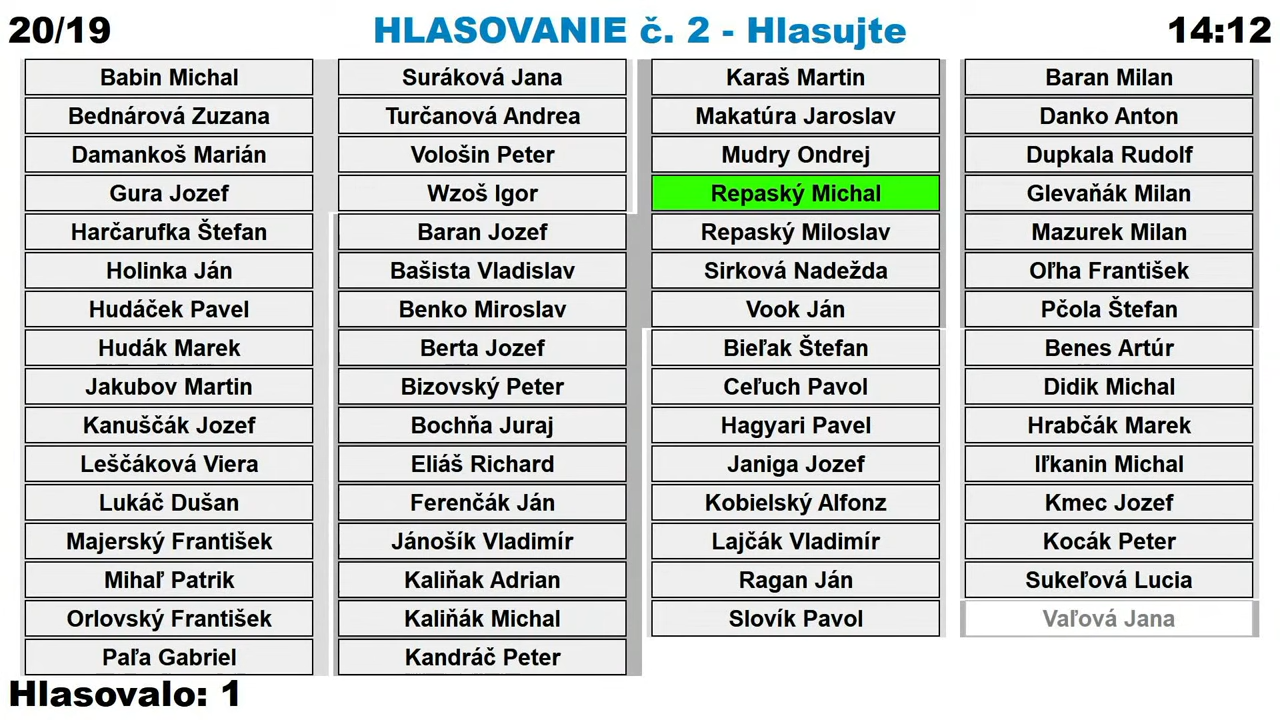 20/19
HLASOVANIE č. 2 - Hlasujte
14:12
Babin Michal
Bednárová Zuzana
Damankoš Marián
Gura Jozef
Harčarufka Štefan
Holinka Ján
Hudáček Pavel
Hudák Marek
Jakubov Martin
Kanuščák Jozef
Leščáková Viera
Lukáč Dušan
Majerský František
Mihaľ Patrik
Orlovský František
Paľa Gabriel
Suráková Jana
Turčanová Andrea
Vološin Peter
Wzoš Igor
Baran Jozef
Bašista Vladislav
Benko Miroslav
Berta Jozef
Bizovský Peter
Bochňa Juraj
Eliáš Richard
Ferenčák Ján
Jánošík Vladimír
Kaliňak Adrian
Kaliňák Michal
Kandráč Peter
Karaš Martin
Makatúra Jaroslav
Mudry Ondrej
Repaský Michal
Repaský Miloslav
Sirková Nadežda
Vook Ján
Bieľak Štefan
Ceľuch Pavol
Hagyari Pavel
Janiga Jozef
Kobielský Alfonz
Lajčák Vladimír
Ragan Ján
Slovík Pavol
Baran Milan
Danko Anton
Dupkala Rudolf
Glevaňák Milan
Mazurek Milan
Oľha František
Pčola Štefan
Benes Artúr
Didik Michal
Hrabčák Marek
Iľkanin Michal
Kmec Jozef
Kocák Peter
Sukeľová Lucia
Vaľová Jana
Hlasovalo: 1